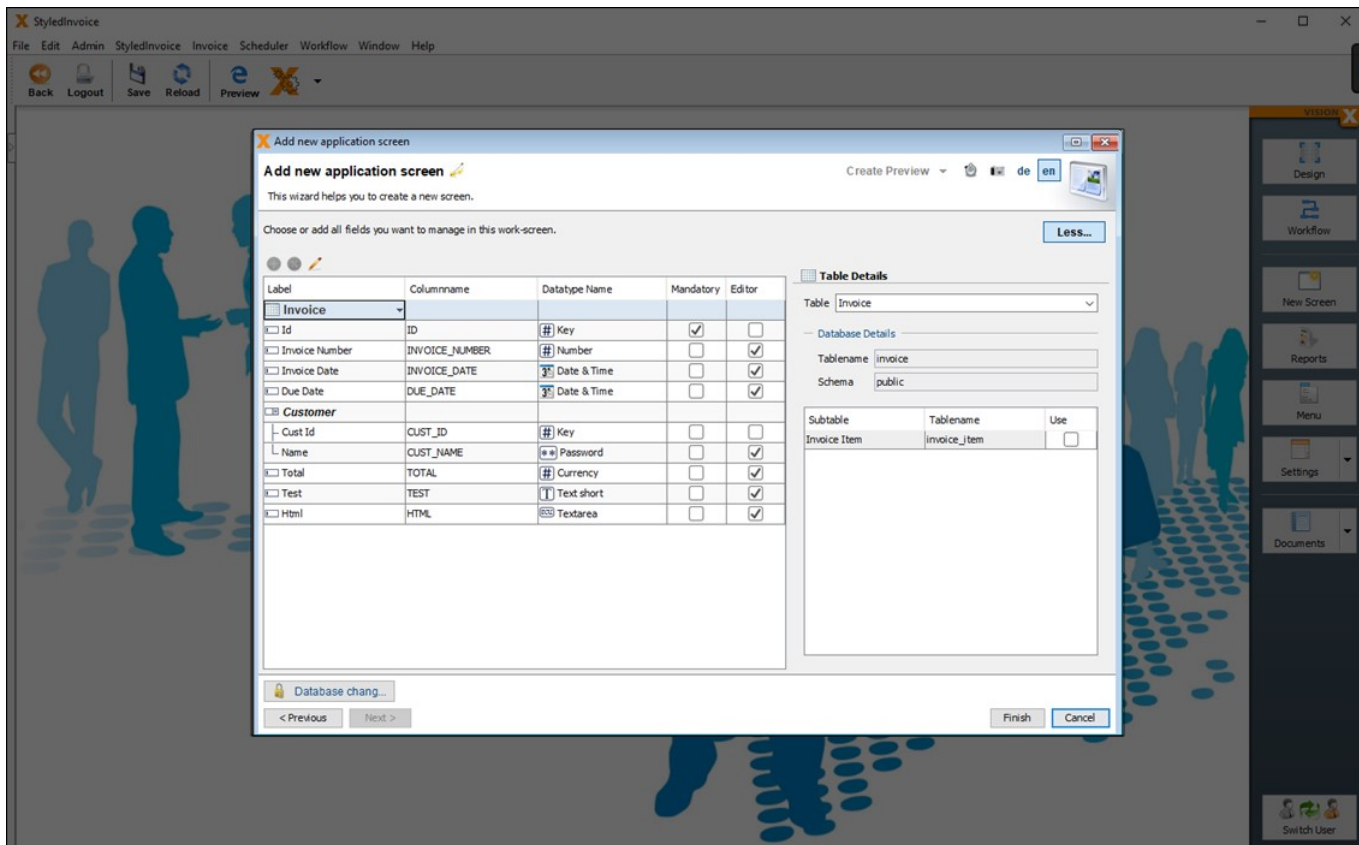 StyledInvoice
File Edit Admin StyledInvoice Invoice Scheduler Workflow Window Help
Back Logout Save Reload Preview
VISION X
Add new application screen
Add new application screen
Create Preview de en
This wizard helps you to create a new screen.
Choose or add all fields you want to manage in this work-screen.
Less...
Label Columnname Datatype Name Mandatory Editor
Invoice
Id ID # Key
Invoice Number INVOICE_NUMBER # Number
Invoice Date INVOICE_DATE Date & Time
Due Date DUE_DATE Date & Time
Customer
Cust Id CUST_ID # Key
Name CUST_NAME ** Password
Total TOTAL # Currency
Test TEST T Text short
Html HTML Textarea
Table Details
Table Invoice
Database Details
Tablename invoice
Schema public
Subtable Tablename Use
Invoice Item invoice_item
Database chang...
< Previous Next >
Finish Cancel
Design
Workflow
New Screen
Reports
Menu
Settings
Documents
Switch User